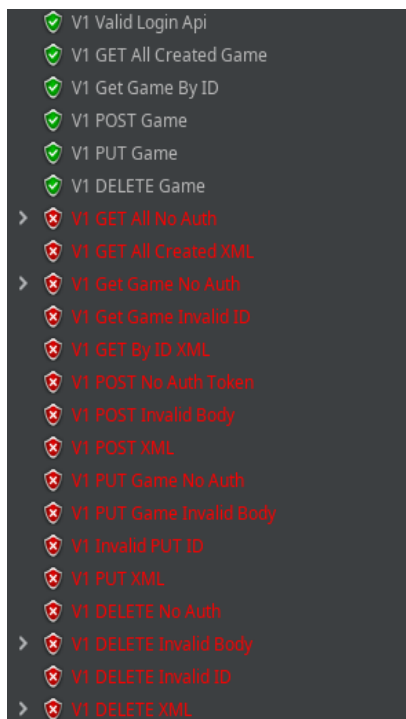 V1 Valid Login Api
V1 GET All Created Game
V1 Get Game By ID
V1 POST Game
V1 PUT Game
V1 DELETE Game
V1 GET All No Auth
V1 GET All Created XML
V1 Get Game No Auth
V1 Get Game Invalid ID
V1 GET By ID XML
V1 POST No Auth Token
V1 POST Invalid Body
V1 POST XML
V1 PUT Game No Auth
V1 PUT Game Invalid Body
V1 Invalid PUT ID
V1 PUT XML
V1 DELETE No Auth
V1 DELETE Invalid Body
V1 DELETE Invalid ID
V1 DELETE XML